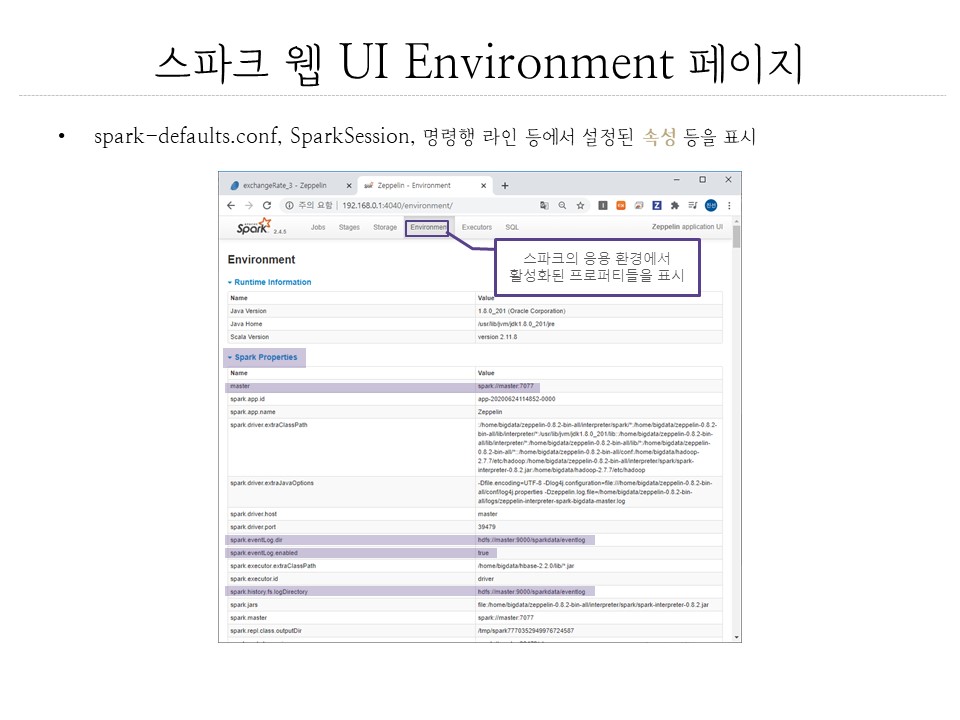 스파크 웹 UI Environment 페이지
• spark-defaults.conf, SparkSession, 명령행 라인 등에서 설정된 속성 등을 표시
exchangeRate_3 - Zeppelin
Zeppelin - Environment
주의 요함 | 192.168.0.1:4040/environment/
Spark 2.4.5 Jobs Stages Storage Environment Executors SQL Zeppelin application UI
스파크의 응용 환경에서
활성화된 프로퍼티들을 표시
Environment
Runtime Information
Name Value
Java Version 1.8.0_201 (Oracle Corporation)
Java Home /usr/lib/jvm/jdk1.8.0_201/jre
Scala Version version 2.11.8
Spark Properties
Name Value
master spark://master:7077
spark.app.id app-20200624114852-0000
spark.app.name Zeppelin
spark.driver.extraClassPath :/home/bigdata/zeppelin-0.8.2-bin-all/interpreter/spark/*:/home/bigdata/zeppelin-0.8.2-
bin-all/lib/interpreter/*:/usr/lib/jvm/jdk1.8.0_201/lib::/home/bigdata/zeppelin-0.8.2-bin-
all/lib/interpreter/*:/home/bigdata/zeppelin-0.8.2-bin-all/lib/*:/home/bigdata/zeppelin-
0.8.2-bin-all/*::/home/bigdata/zeppelin-0.8.2-bin-all/conf:/home/bigdata/hadoop-
2.7.7/etc/hadoop:/home/bigdata/zeppelin-0.8.2-bin-all/interpreter/spark/spark-
interpreter-0.8.2.jar:/home/bigdata/hadoop-2.7.7/etc/hadoop
spark.driver.extraJavaOptions -Dfile.encoding=UTF-8 -Dlog4j.configuration=file:///home/bigdata/zeppelin-0.8.2-bin-
all/conf/log4j.properties -Dzeppelin.log.file=/home/bigdata/zeppelin-0.8.2-bin-
all/logs/zeppelin-interpreter-spark-bigdata-master.log
spark.driver.host master
spark.driver.port 39479
spark.eventLog.dir hdfs://master:9000/sparkdata/eventlog
spark.eventLog.enabled true
spark.executor.extraClassPath /home/bigdata/hbase-2.2.0/lib/*.jar
spark.executor.id driver
spark.history.fs.logDirectory hdfs://master:9000/sparkdata/eventlog
spark.jars file:/home/bigdata/zeppelin-0.8.2-bin-all/interpreter/spark/spark-interpreter-0.8.2.jar
spark.master spark://master:7077
spark.repl.class.outputDir /tmp/spark7770352949976724587